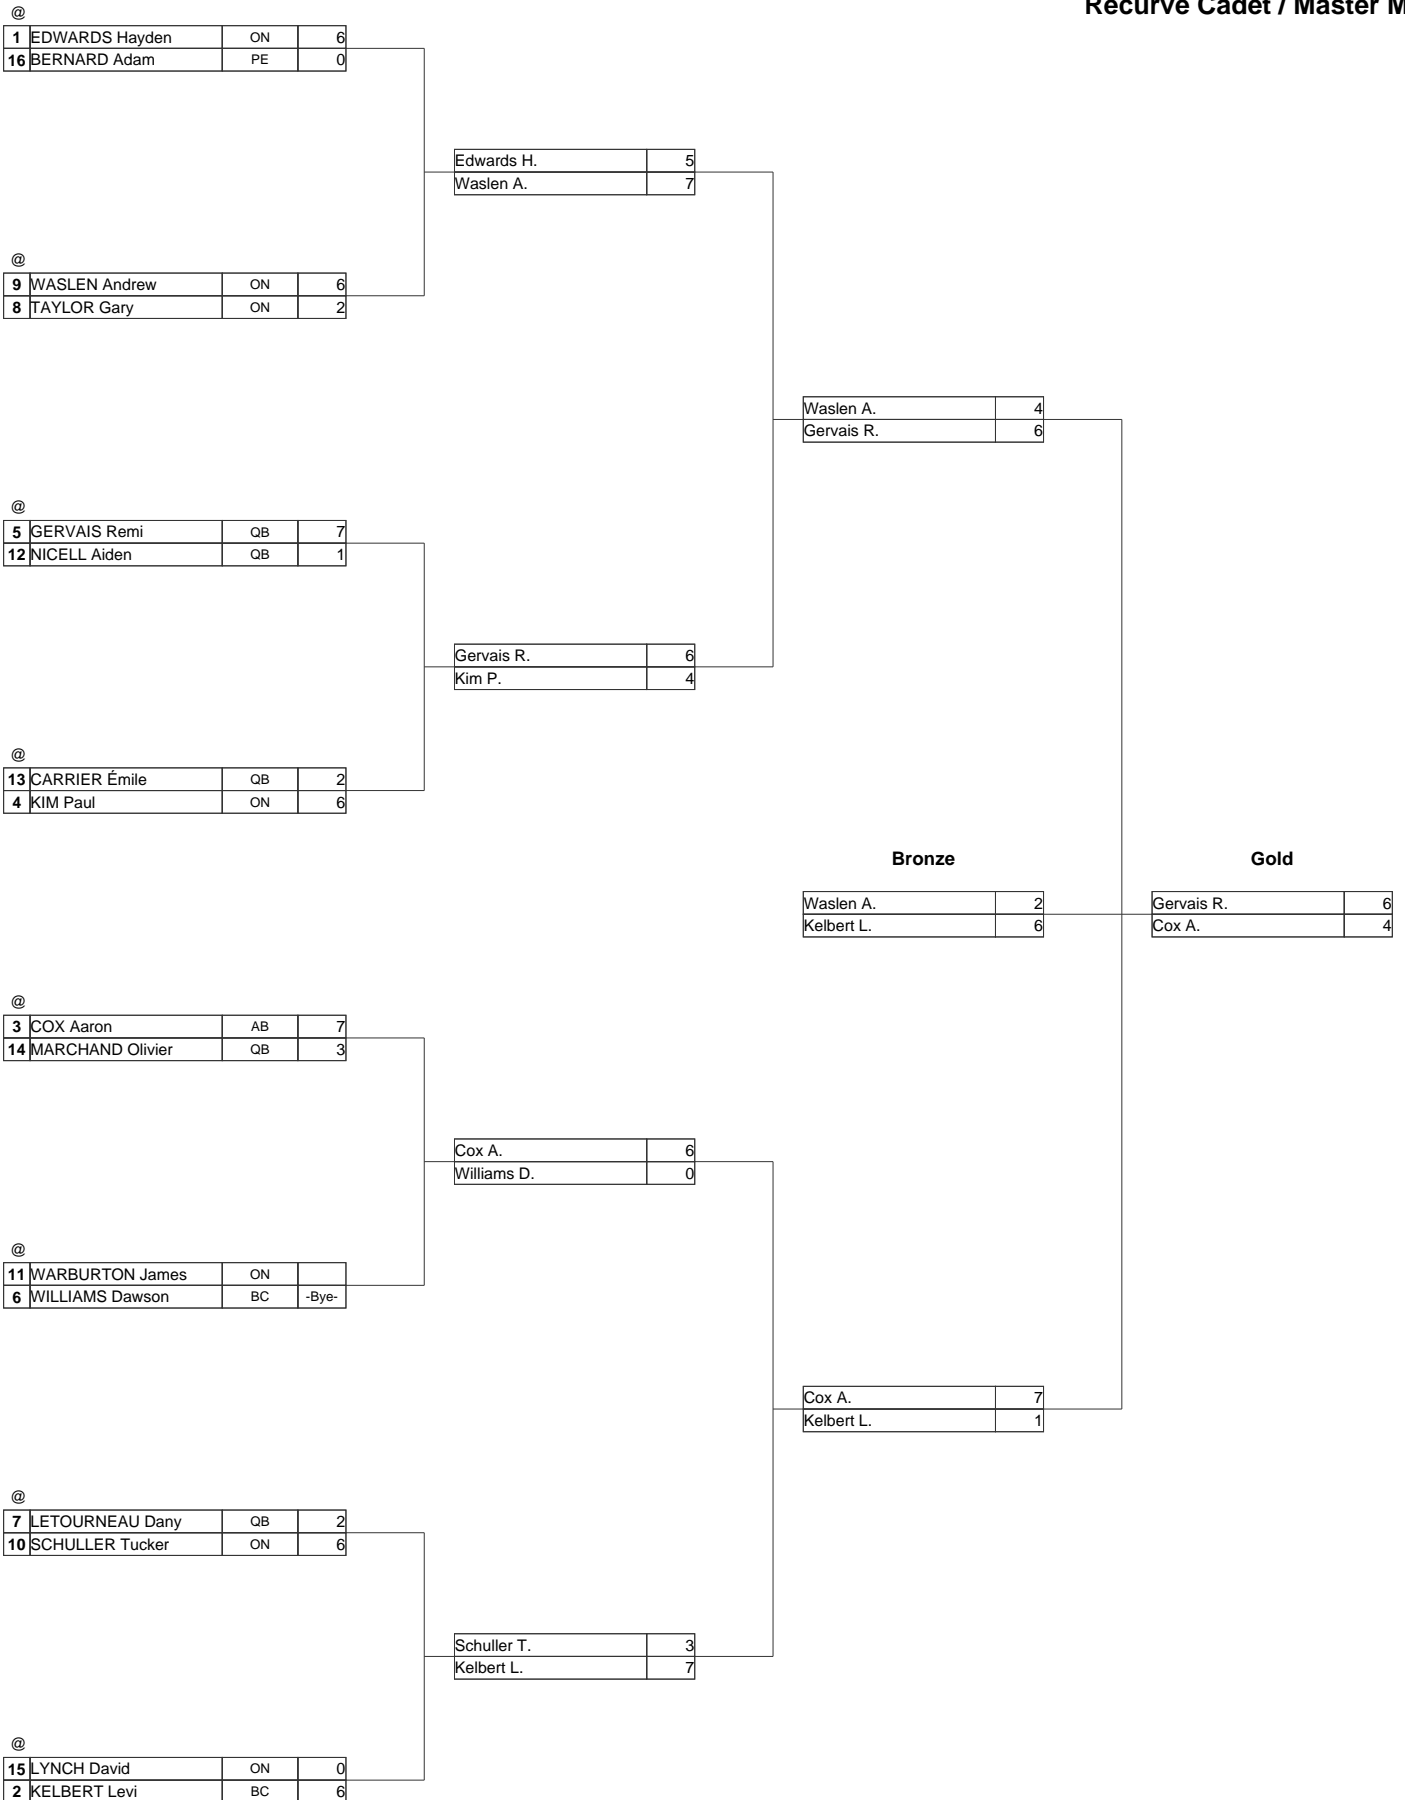 Recurve Cadet / Master M
@
1 EDWARDS Hayden ON 6
16 BERNARD Adam PE 0
Edwards H. 5
Waslen A. 7
@
9 WASLEN Andrew ON 6
8 TAYLOR Gary ON 2
Waslen A. 4
Gervais R. 6
@
5 GERVAIS Remi QB 7
12 NICELL Aiden QB 1
Gervais R. 6
Kim P. 4
@
13 CARRIER Émile QB 2
4 KIM Paul ON 6
Bronze Gold
Waslen A. 2 Gervais R. 6
Kelbert L. 6 Cox A. 4
@
3 COX Aaron AB 7
14 MARCHAND Olivier QB 3
Cox A. 6
Williams D. 0
@
11 WARBURTON James ON
6 WILLIAMS Dawson BC -Bye-
Cox A. 7
Kelbert L. 1
@
7 LETOURNEAU Dany QB 2
10 SCHULLER Tucker ON 6
Schuller T. 3
Kelbert L. 7
@
15 LYNCH David ON 0
2 KELBERT Levi BC 6